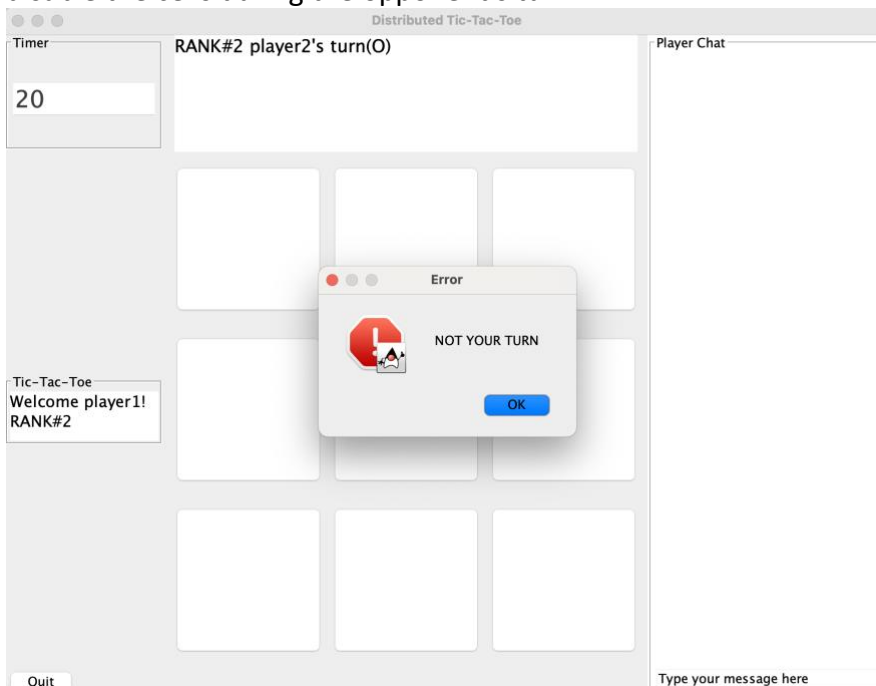 Distributed Tic-Tac-Toe
Timer
20
RANK#2 player2's turn(O)
Player Chat
Error
NOT YOUR TURN
OK
Tic-Tac-Toe
Welcome player1!
RANK#2
Quit
Type your message here